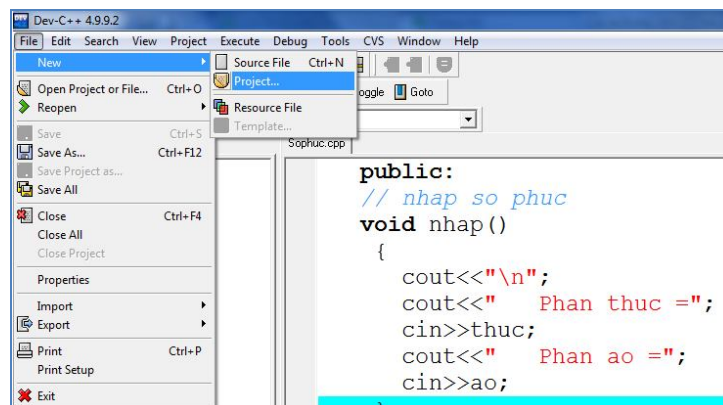 Dev-C++ 4.9.9.2
File Edit Search View Project Execute Debug Tools CVS Window Help
New
Source File Ctrl+N
Project...
Resource File
Template...
Open Project or File... Ctrl+O
Reopen
Save Ctrl+S
Save As... Ctrl+F12
Save Project as...
Save All
Close Ctrl+F4
Close All
Close Project
Properties
Import
Export
Print Ctrl+P
Print Setup
Exit
oggle Goto
Sophuc.cpp
public:
// nhap so phuc
void nhap()
{
cout<<"\n";
cout<<"   Phan thuc =";
cin>>thuc;
cout<<"   Phan ao =";
cin>>ao;